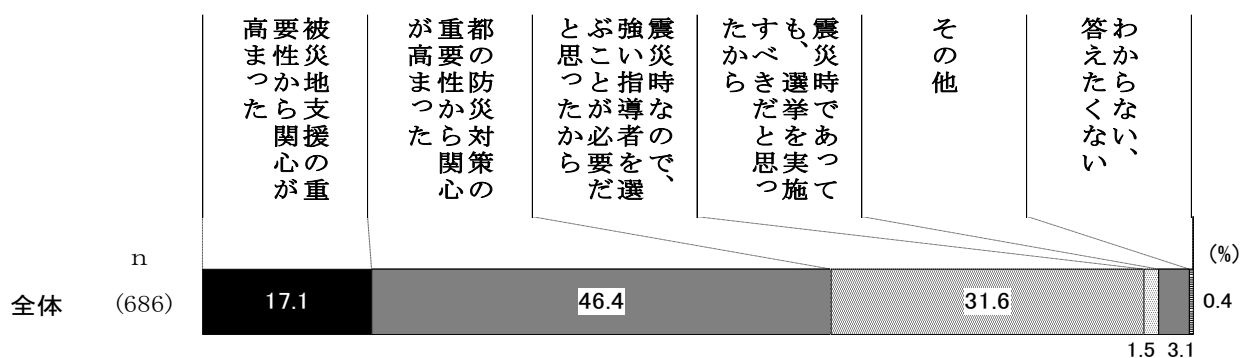 被災地支援の重
要性から関心が
高まった
都の防災対策の
重要性から関心
が高まった
震災時なので、
強い指導者を選
ぶことが必要だ
と思ったから
震災時であって
も、選挙を実施
すべきだと思っ
たから
その他
わからない、
答えたくない
n
(%)
全体
(686)
17.1
46.4
31.6
0.4
1.5
3.1